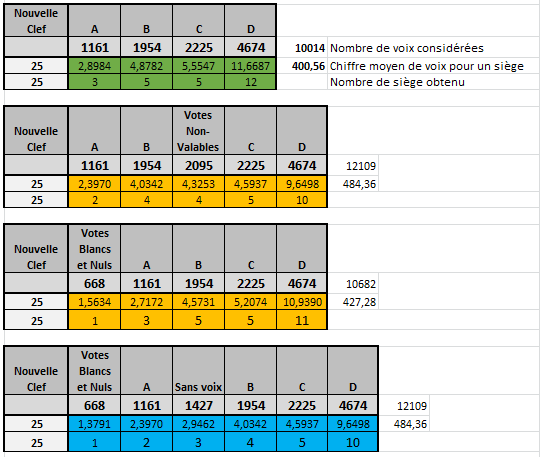 Nouvelle Clef A B C D
1161 1954 2225 4674 10014 Nombre de voix considérées
25 2,8984 4,8782 5,5547 11,6687 400,56 Chiffre moyen de voix pour un siège
25 3 5 5 12 Nombre de siège obtenu
Nouvelle Clef A B Votes Non-Valables C D
1161 1954 2095 2225 4674 12109
25 2,3970 4,0342 4,3253 4,5937 9,6498 484,36
25 2 4 4 5 10
Nouvelle Clef Votes Blancs et Nuls A B C D
668 1161 1954 2225 4674 10682
25 1,5634 2,7172 4,5731 5,2074 10,9390 427,28
25 1 3 5 5 11
Nouvelle Clef Votes Blancs et Nuls A Sans voix B C D
668 1161 1427 1954 2225 4674 12109
25 1,3791 2,3970 2,9462 4,0342 4,5937 9,6498 484,36
25 1 2 3 4 5 10